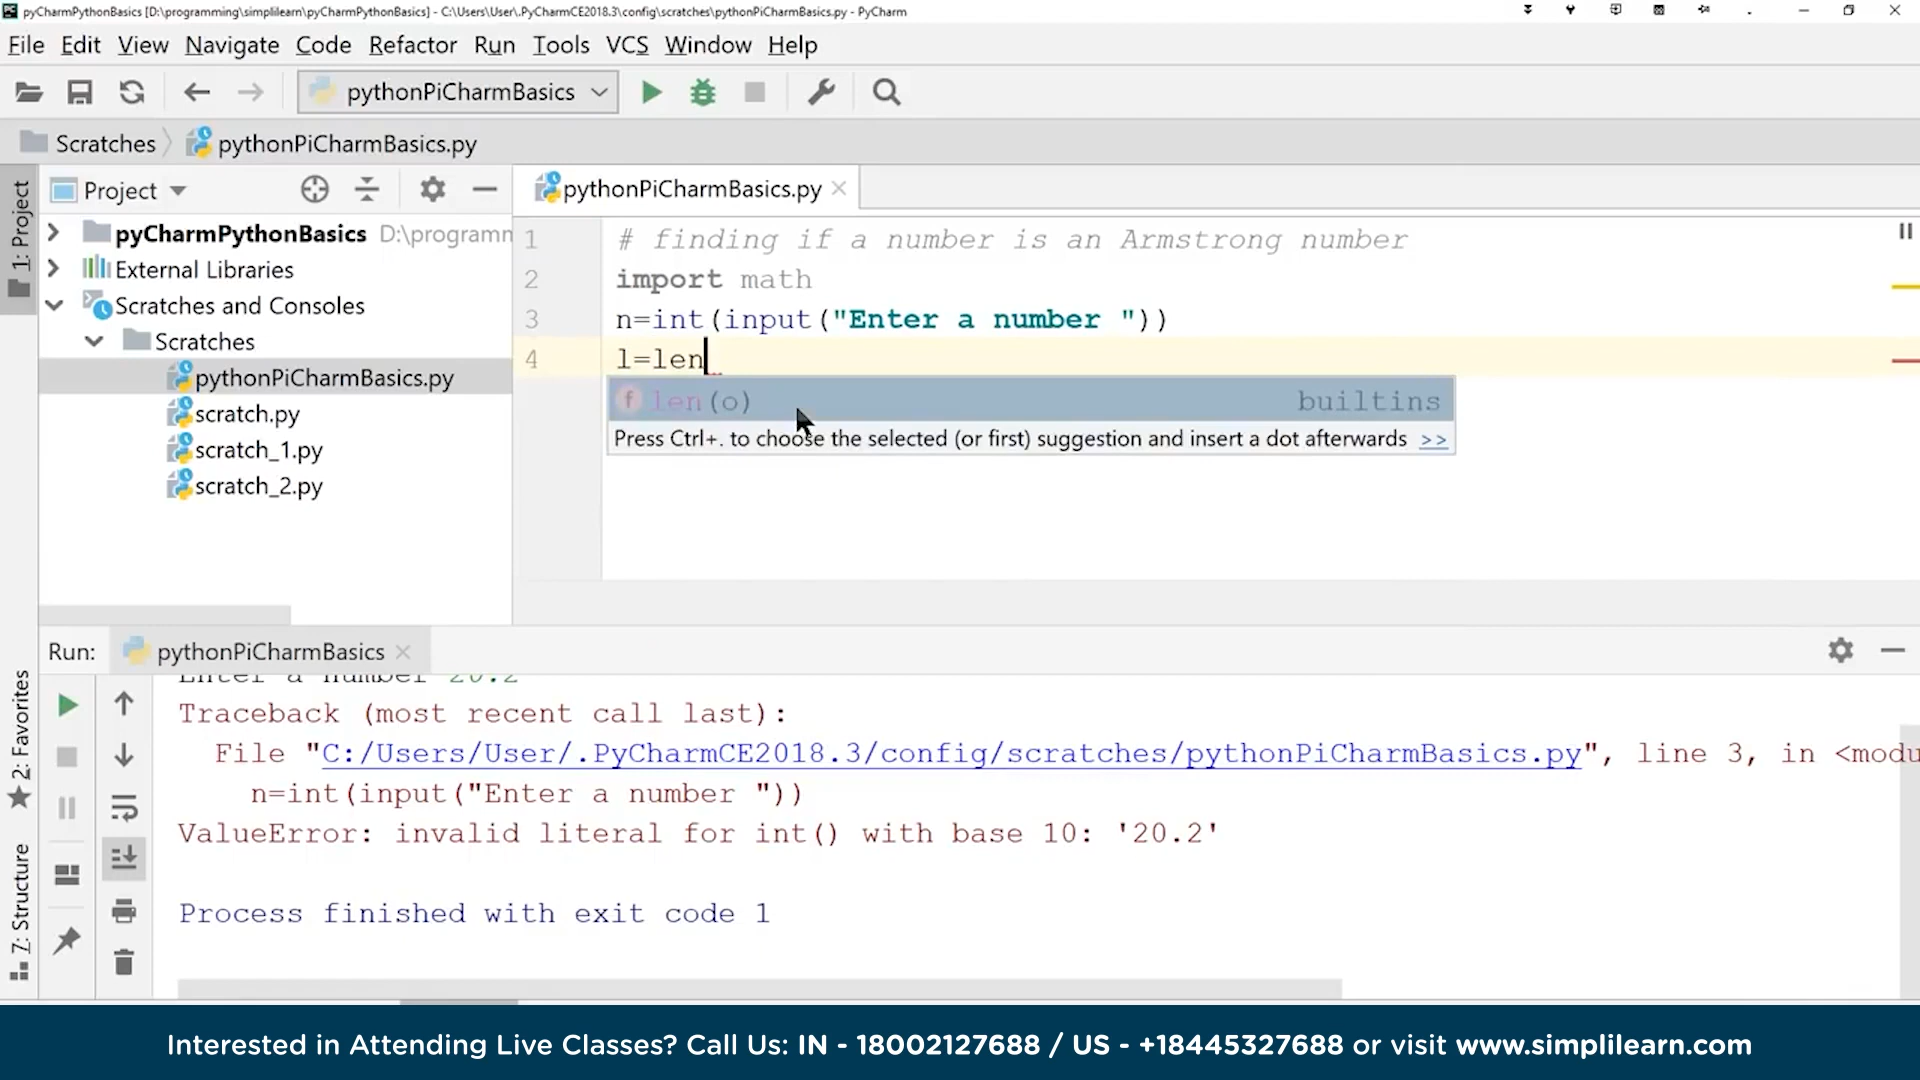 pyCharmPythonBasics [D:\programming\simplilearn\pyCharmPythonBasics] - C:\Users\User\.PyCharmCE2018.3\config\scratches\pythonPiCharmBasics.py - PyCharm
File Edit View Navigate Code Refactor Run Tools VCS Window Help
pythonPiCharmBasics
Scratches pythonPiCharmBasics.py
1: Project
Project
pyCharmPythonBasics D:\programm
External Libraries
Scratches and Consoles
Scratches
pythonPiCharmBasics.py
scratch.py
scratch_1.py
scratch_2.py
pythonPiCharmBasics.py
1 # finding if a number is an Armstrong number
2 import math
3 n=int(input("Enter a number "))
4 l=len
f len(o) builtins
Press Ctrl+. to choose the selected (or first) suggestion and insert a dot afterwards >>
Run: pythonPiCharmBasics
2: Favorites
Z: Structure
Enter a number 20.2
Traceback (most recent call last):
File "C:/Users/User/.PyCharmCE2018.3/config/scratches/pythonPiCharmBasics.py", line 3, in <modu
n=int(input("Enter a number "))
ValueError: invalid literal for int() with base 10: '20.2'
Process finished with exit code 1
Interested in Attending Live Classes? Call Us: IN - 18002127688 / US - +18445327688 or visit www.simplilearn.com